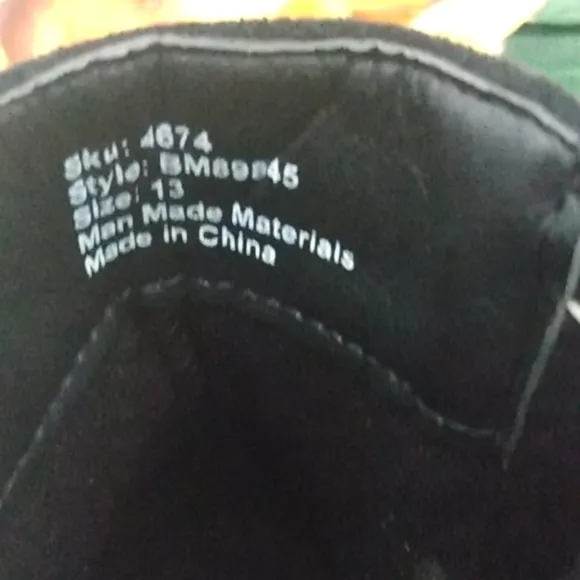 Sku: 4674
Style:
Size: 13
Man Made Materials
Made in China